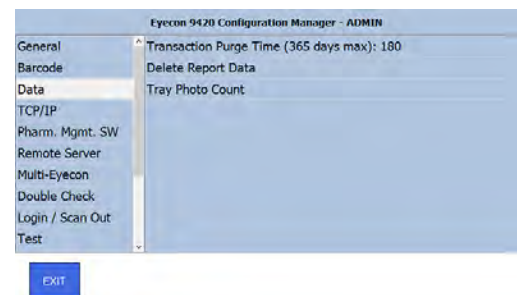 Eyecon 9420 Configuration Manager - ADMIN
General
Barcode
Data
TCP/IP
Pharm. Mgmt. SW
Remote Server
Multi-Eyecon
Double Check
Login / Scan Out
Test
Transaction Purge Time (365 days max): 180
Delete Report Data
Tray Photo Count
EXIT